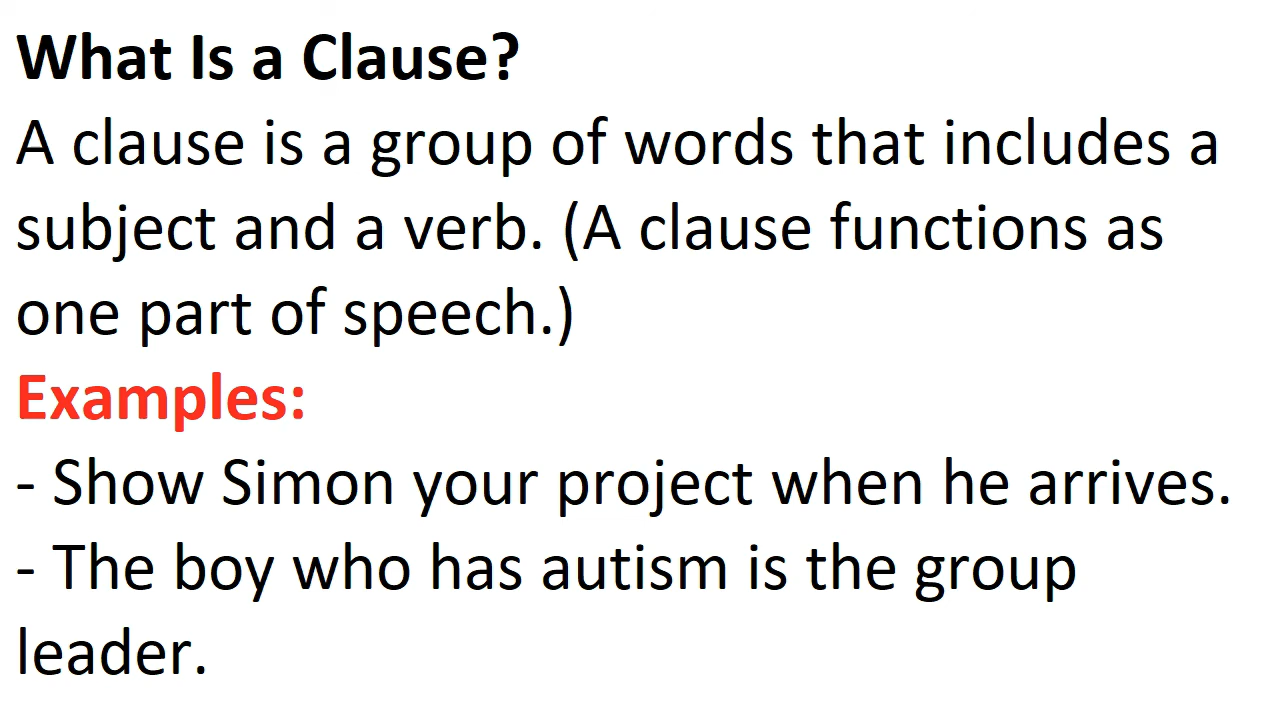 What Is a Clause?
A clause is a group of words that includes a
subject and a verb. (A clause functions as
one part of speech.)
Examples:
- Show Simon your project when he arrives.
- The boy who has autism is the group
leader.